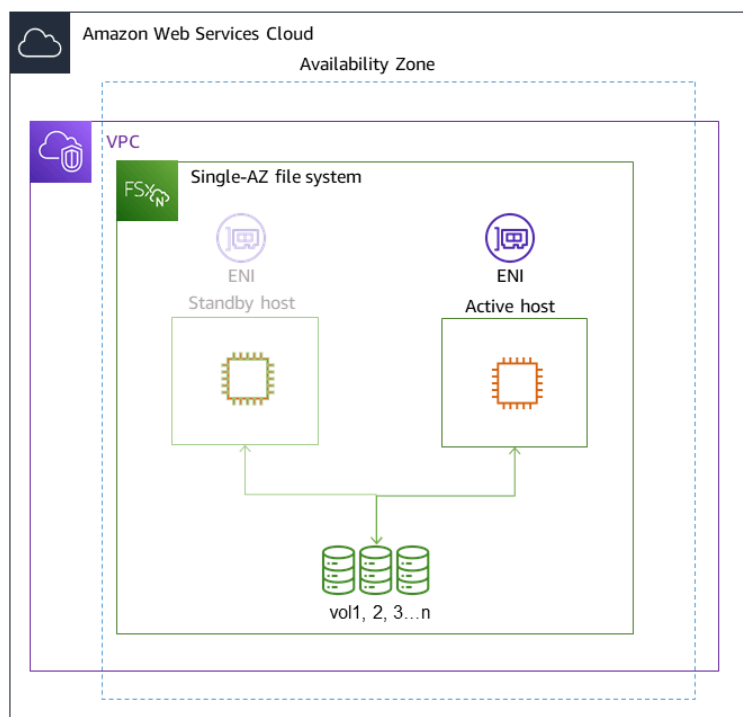 Amazon Web Services Cloud
Availability Zone
VPC
FSx
N
Single-AZ file system
ENI
ENI
Standby host
Active host
vol1, 2, 3...n